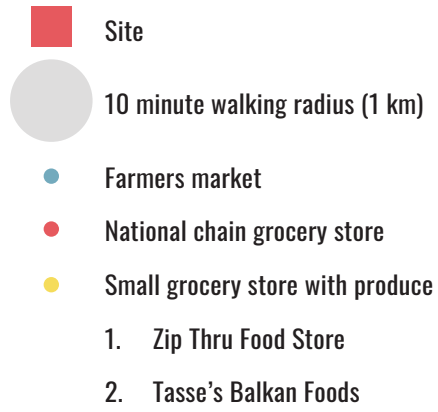 Site
10 minute walking radius (1 km)
Farmers market
National chain grocery store
Small grocery store with produce
1. Zip Thru Food Store
2. Tasse's Balkan Foods